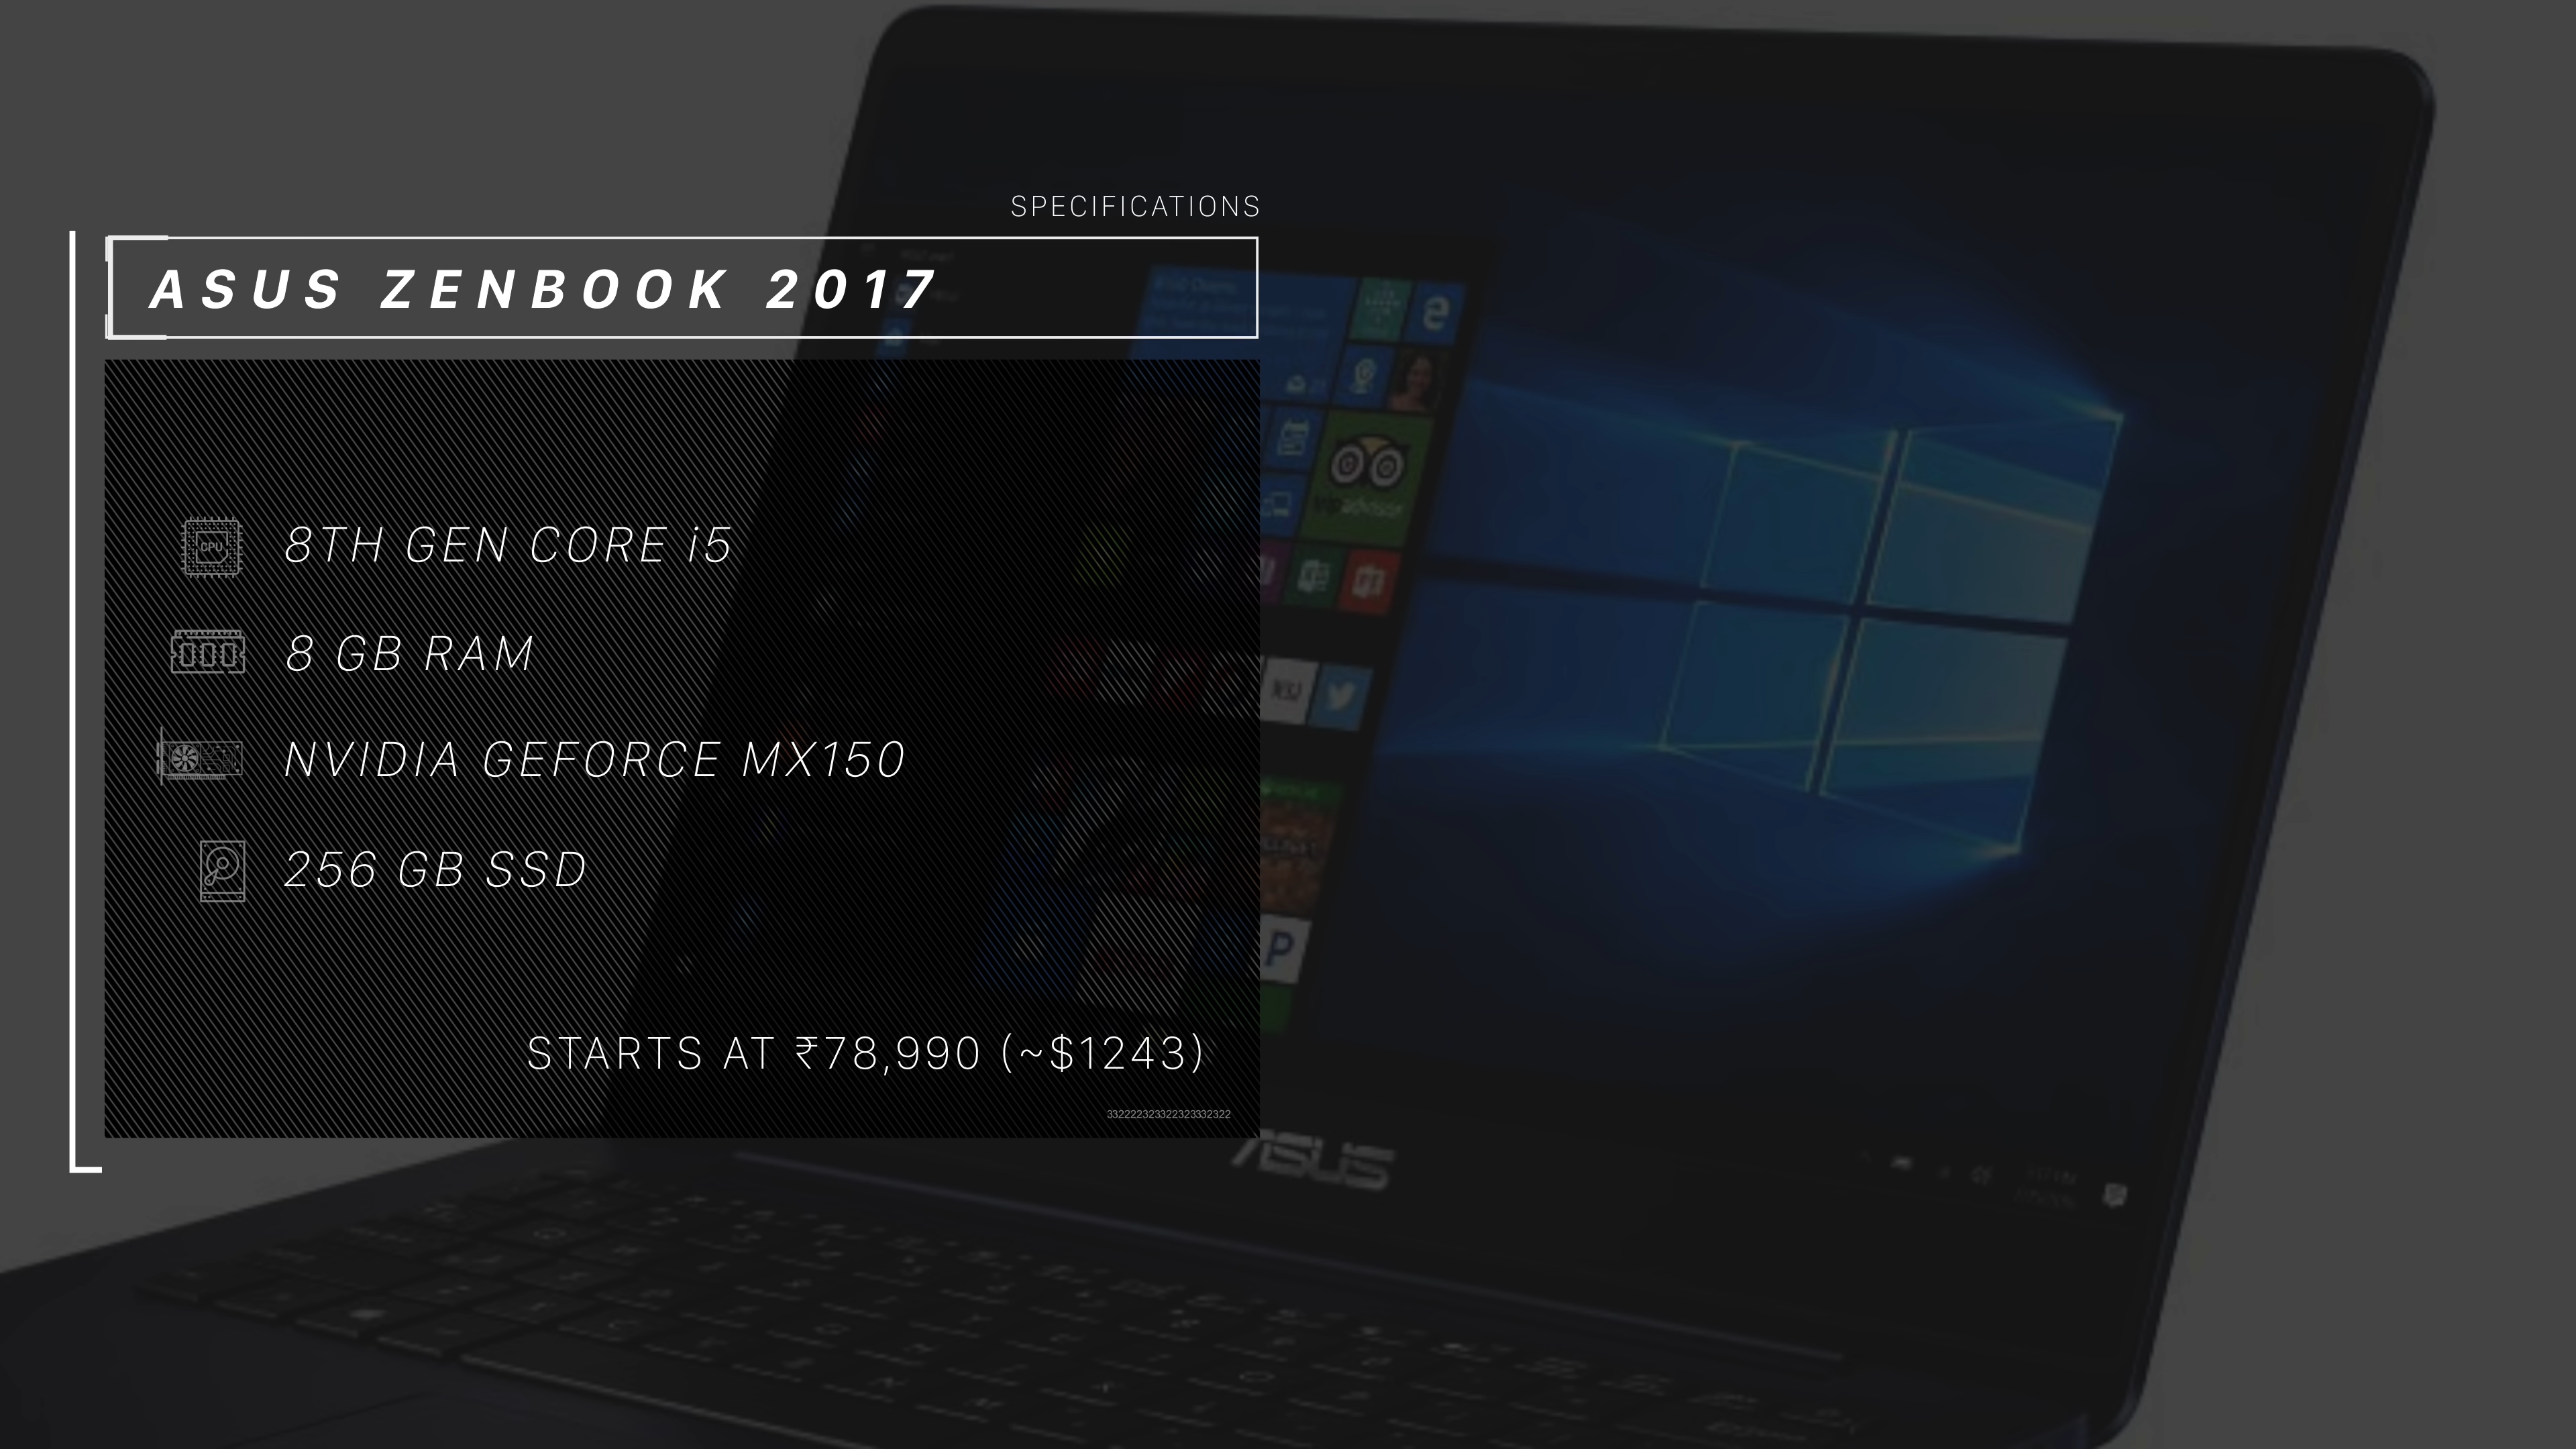 SPECIFICATIONS
ASUS ZENBOOK 2017
CPU
8TH GEN CORE i5
8 GB RAM
NVIDIA GEFORCE MX150
256 GB SSD
STARTS AT ₹78,990 (~$1243)
ASUS